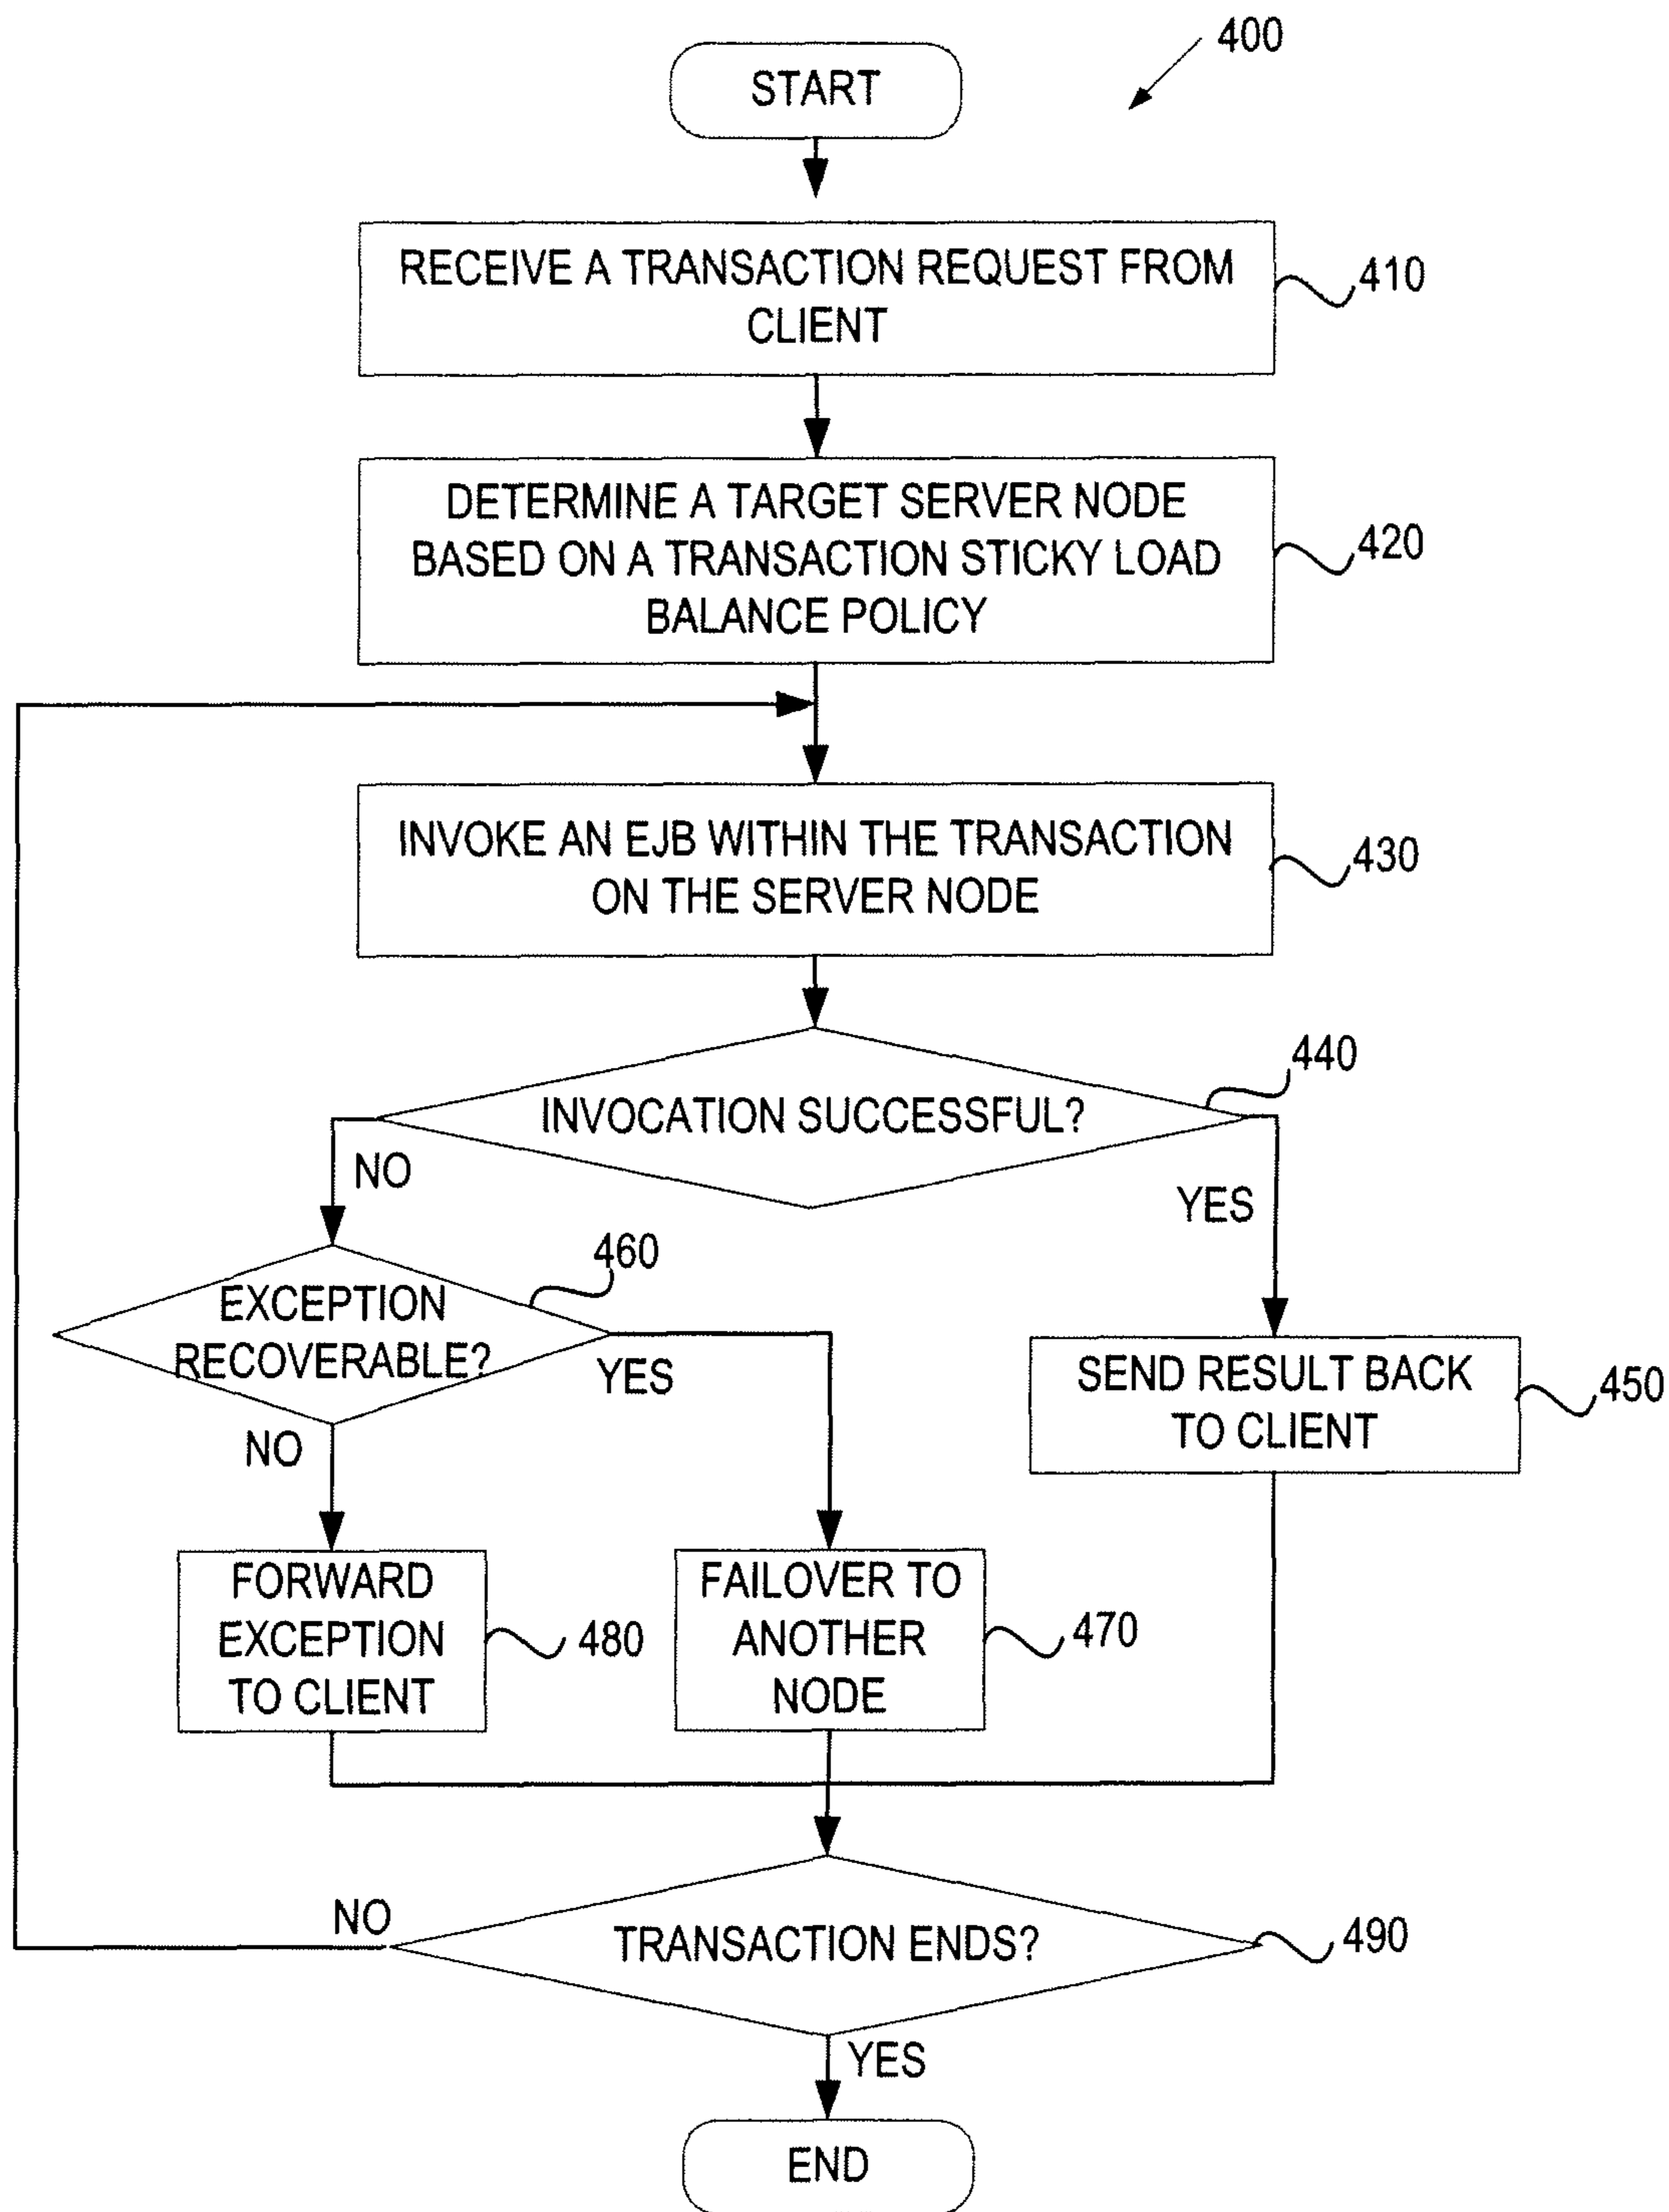 400
START
RECEIVE A TRANSACTION REQUEST FROM
CLIENT
410
DETERMINE A TARGET SERVER NODE
BASED ON A TRANSACTION STICKY LOAD
BALANCE POLICY
420
INVOKE AN EJB WITHIN THE TRANSACTION
ON THE SERVER NODE
430
INVOCATION SUCCESSFUL?
440
NO
YES
EXCEPTION
RECOVERABLE?
460
YES
NO
SEND RESULT BACK
TO CLIENT
450
FORWARD
EXCEPTION
TO CLIENT
480
FAILOVER TO
ANOTHER
NODE
470
NO
TRANSACTION ENDS?
490
YES
END